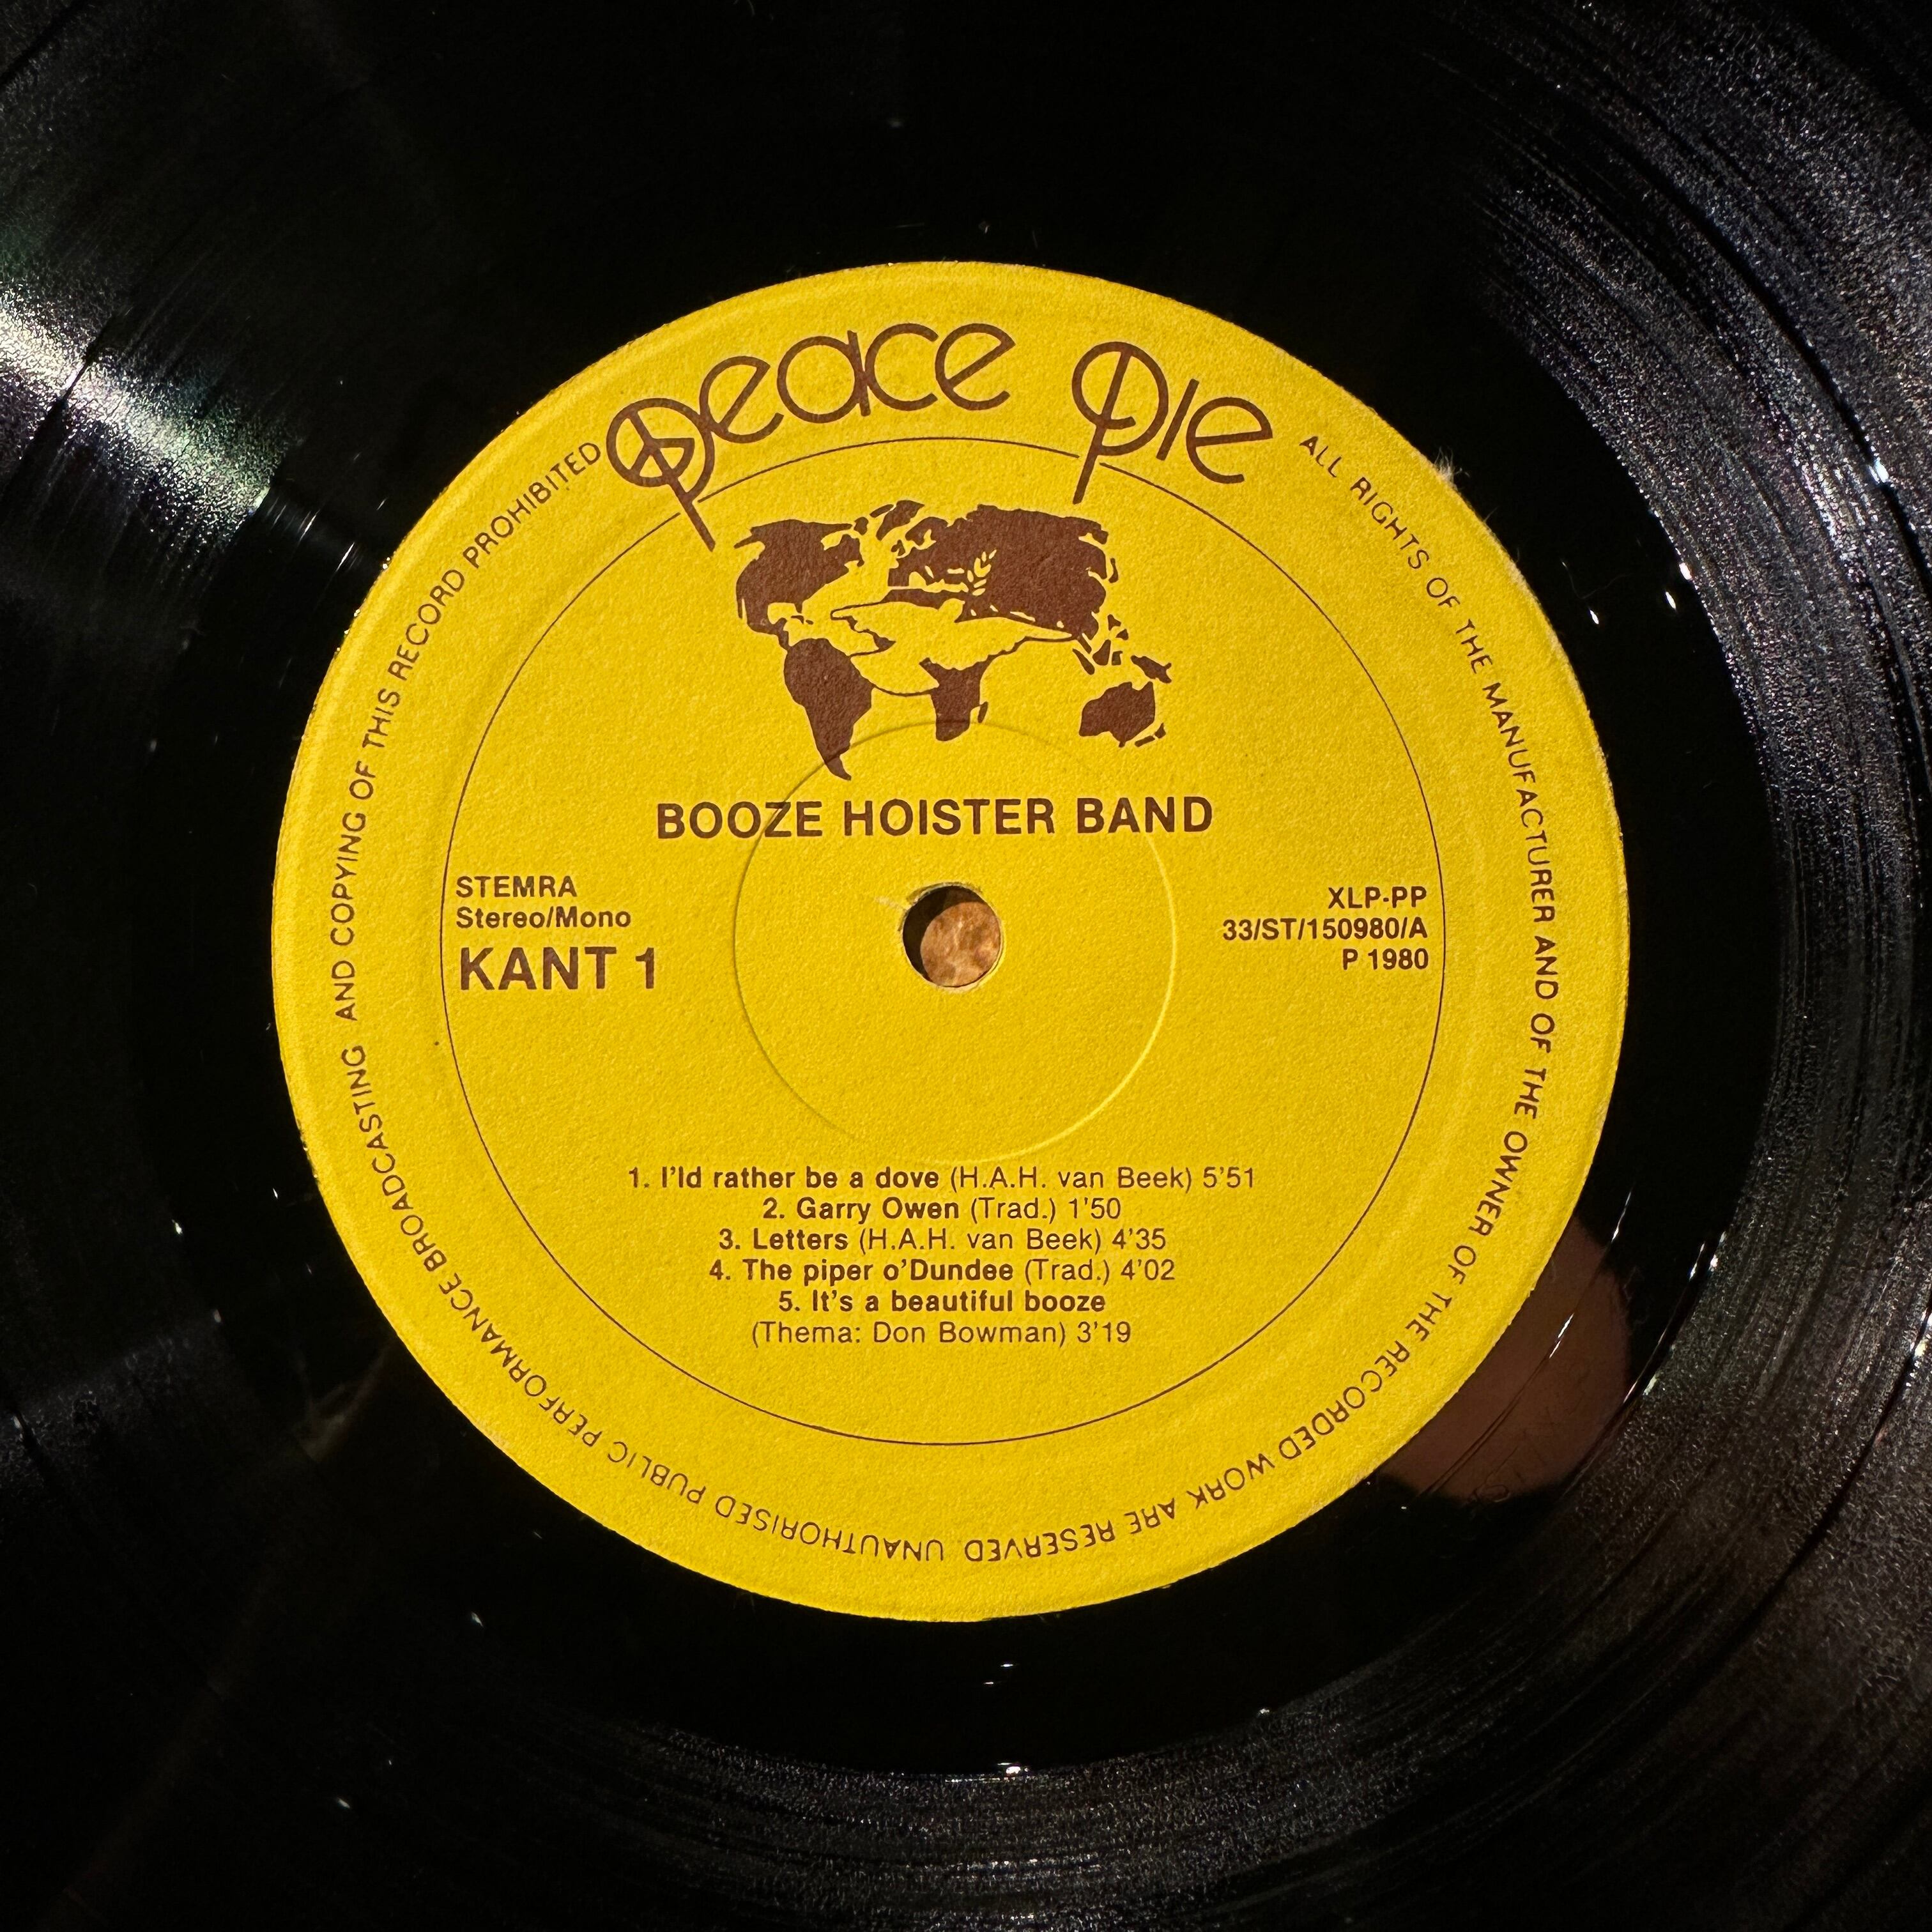 peace pie
BOOZE HOISTER BAND
STEMRA
Stereo/Mono
KANT 1
XLP-PP
33/ST/150980/A
P 1980
1. I'ld rather be a dove (H.A.H. van Beek) 5'51
2. Garry Owen (Trad.) 1'50
3. Letters (H.A.H. van Beek) 4'35
4. The piper o'Dundee (Trad.) 4'02
5. It's a beautiful booze
(Thema: Don Bowman) 3'19
ALL RIGHTS OF THE MANUFACTURER AND OF THE OWNER OF THE RECORDED WORK ARE RESERVED. UNAUTHORISED PUBLIC PERFORMANCE BROADCASTING AND COPYING OF THIS RECORD PROHIBITED